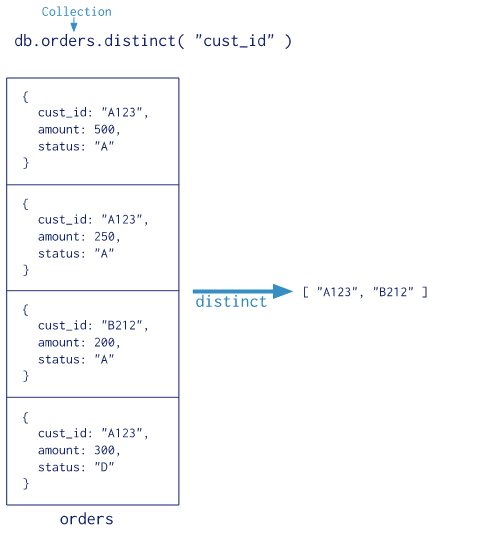 Collection
db.orders.distinct( "cust_id" )
{
cust_id: "A123",
amount: 500,
status: "A"
}
{
cust_id: "A123",
amount: 250,
status: "A"
}
{
cust_id: "B212",
amount: 200,
status: "A"
}
{
cust_id: "A123",
amount: 300,
status: "D"
}
orders
distinct
[ "A123", "B212" ]